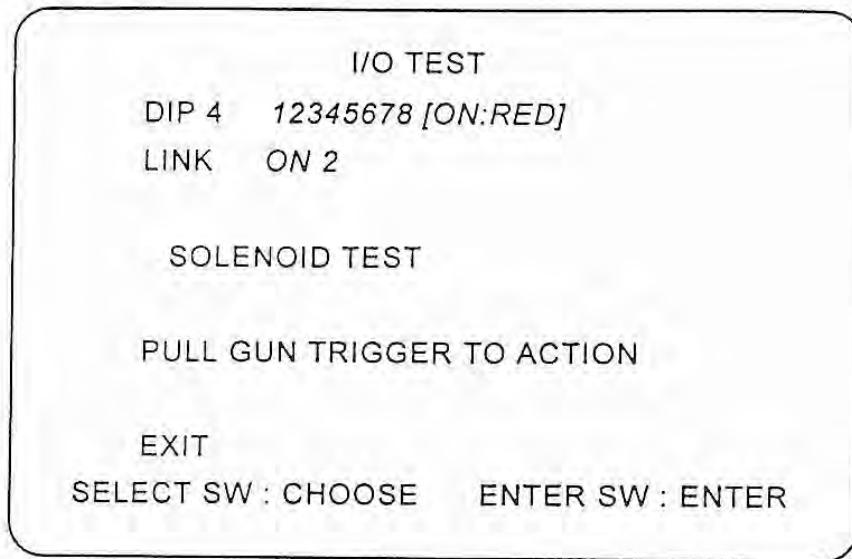 I/O TEST
DIP 4 12345678 [ON:RED]
LINK ON 2
SOLENOID TEST
PULL GUN TRIGGER TO ACTION
EXIT
SELECT SW : CHOOSE ENTER SW : ENTER